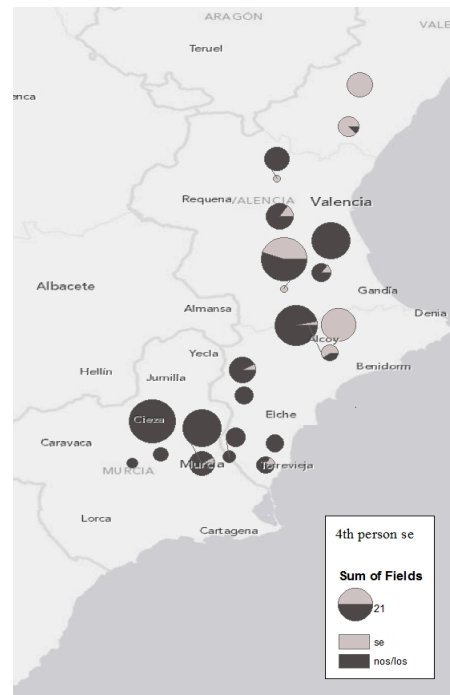 ARAGÓN
VALE
Teruel
enca
Requena
VALENCIA
Valencia
Albacete
Gandía
Almansa
Denia
Alcoy
Yecla
Benidorm
Hellín
Jumilla
Cieza
Elche
Caravaca
MURCIA
Murcia
Torrevieja
Lorca
Cartagena
4th person se
Sum of Fields
21
se
nos/los